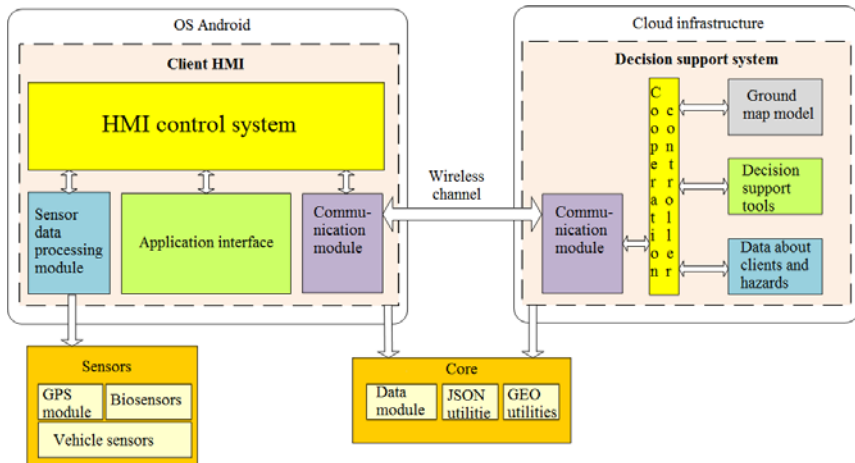 OS Android
Client HMI
HMI control system
Sensor
data
processing
module
Application interface
Commu-
nication
module
Wireless
channel
Cloud infrastructure
Decision support system
Commu-
nication
module
Cooperation
controller
Ground
map model
Decision
support
tools
Data about
clients and
hazards
Sensors
GPS
module
Biosensors
Vehicle sensors
Core
Data
module
JSON
utilitie
GEO
utilities